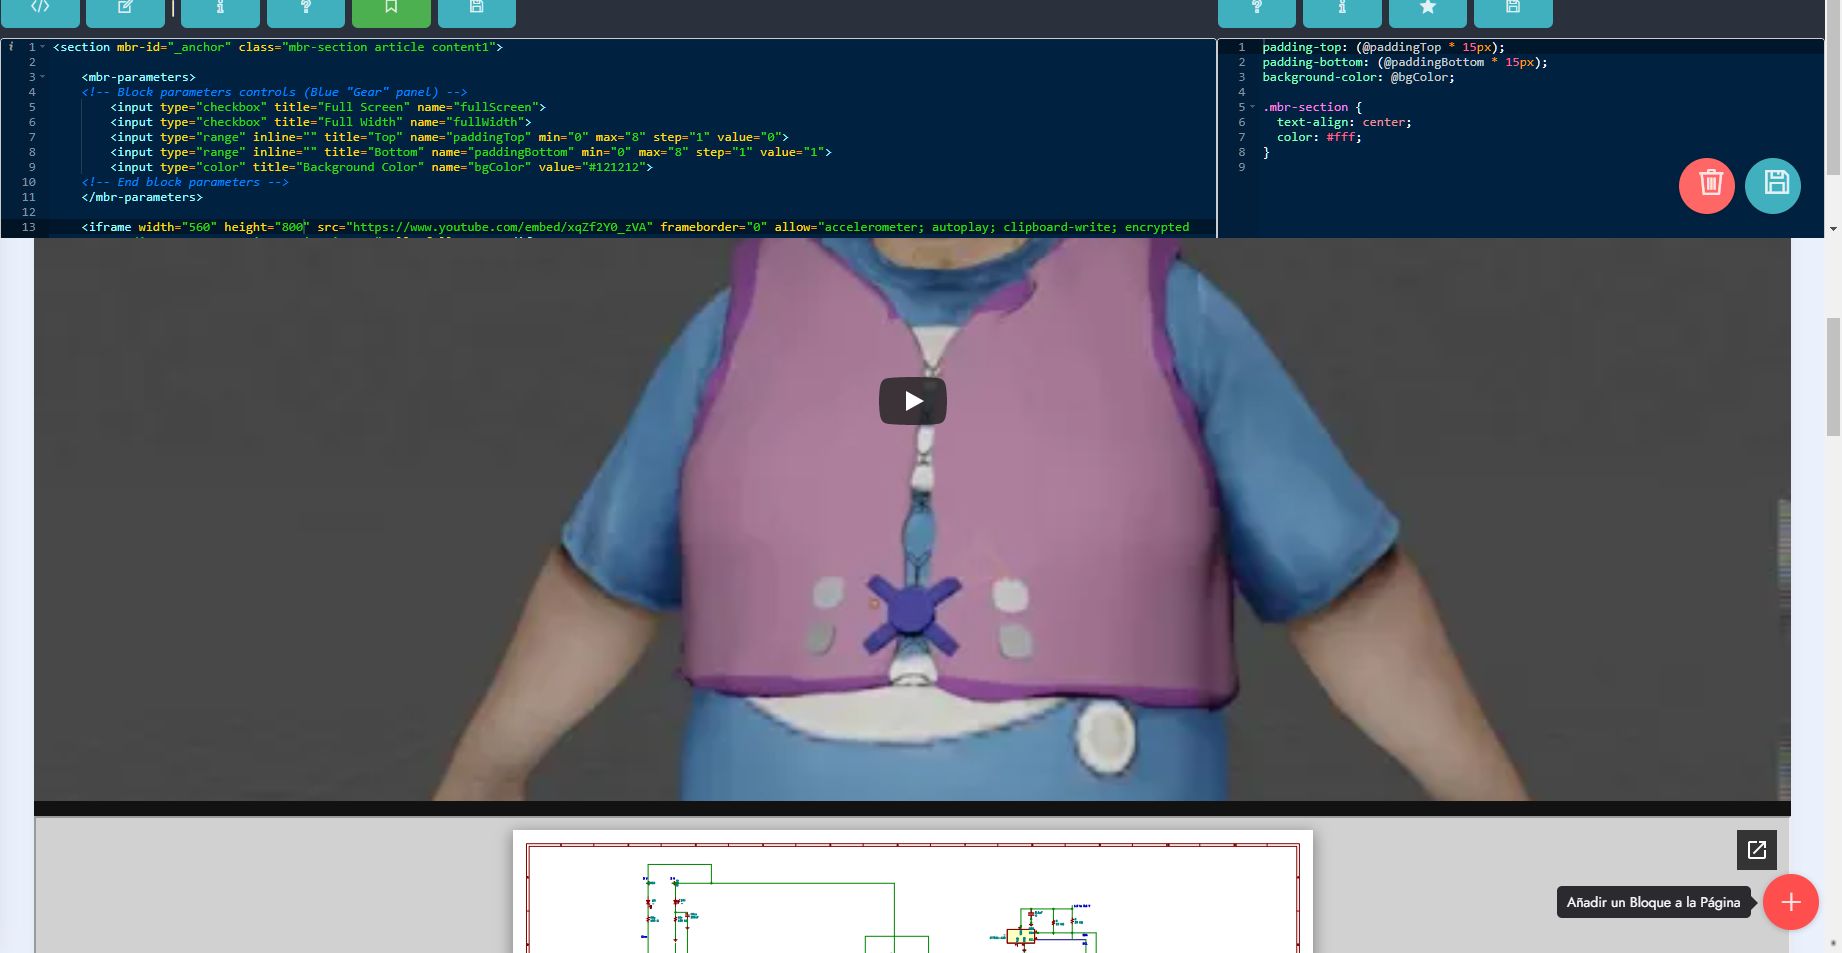 1 <section mbr-id="_anchor" class="mbr-section article content1">
2
3 <mbr-parameters>
4 <!-- Block parameters controls (Blue "Gear" panel) -->
5 <input type="checkbox" title="Full Screen" name="fullScreen">
6 <input type="checkbox" title="Full Width" name="fullWidth">
7 <input type="range" inline="" title="Top" name="paddingTop" min="0" max="8" step="1" value="0">
8 <input type="range" inline="" title="Bottom" name="paddingBottom" min="0" max="8" step="1" value="1">
9 <input type="color" title="Background Color" name="bgColor" value="#121212">
10 <!-- End block parameters -->
11 </mbr-parameters>
12
13 <iframe width="560" height="800" src="https://www.youtube.com/embed/xqZf2Y0_zVA" frameborder="0" allow="accelerometer; autoplay; clipboard-write; encrypted
1 padding-top: (@paddingTop * 15px);
2 padding-bottom: (@paddingBottom * 15px);
3 background-color: @bgColor;
4
5 .mbr-section {
6 text-align: center;
7 color: #fff;
8 }
9
Añadir un Bloque a la Página